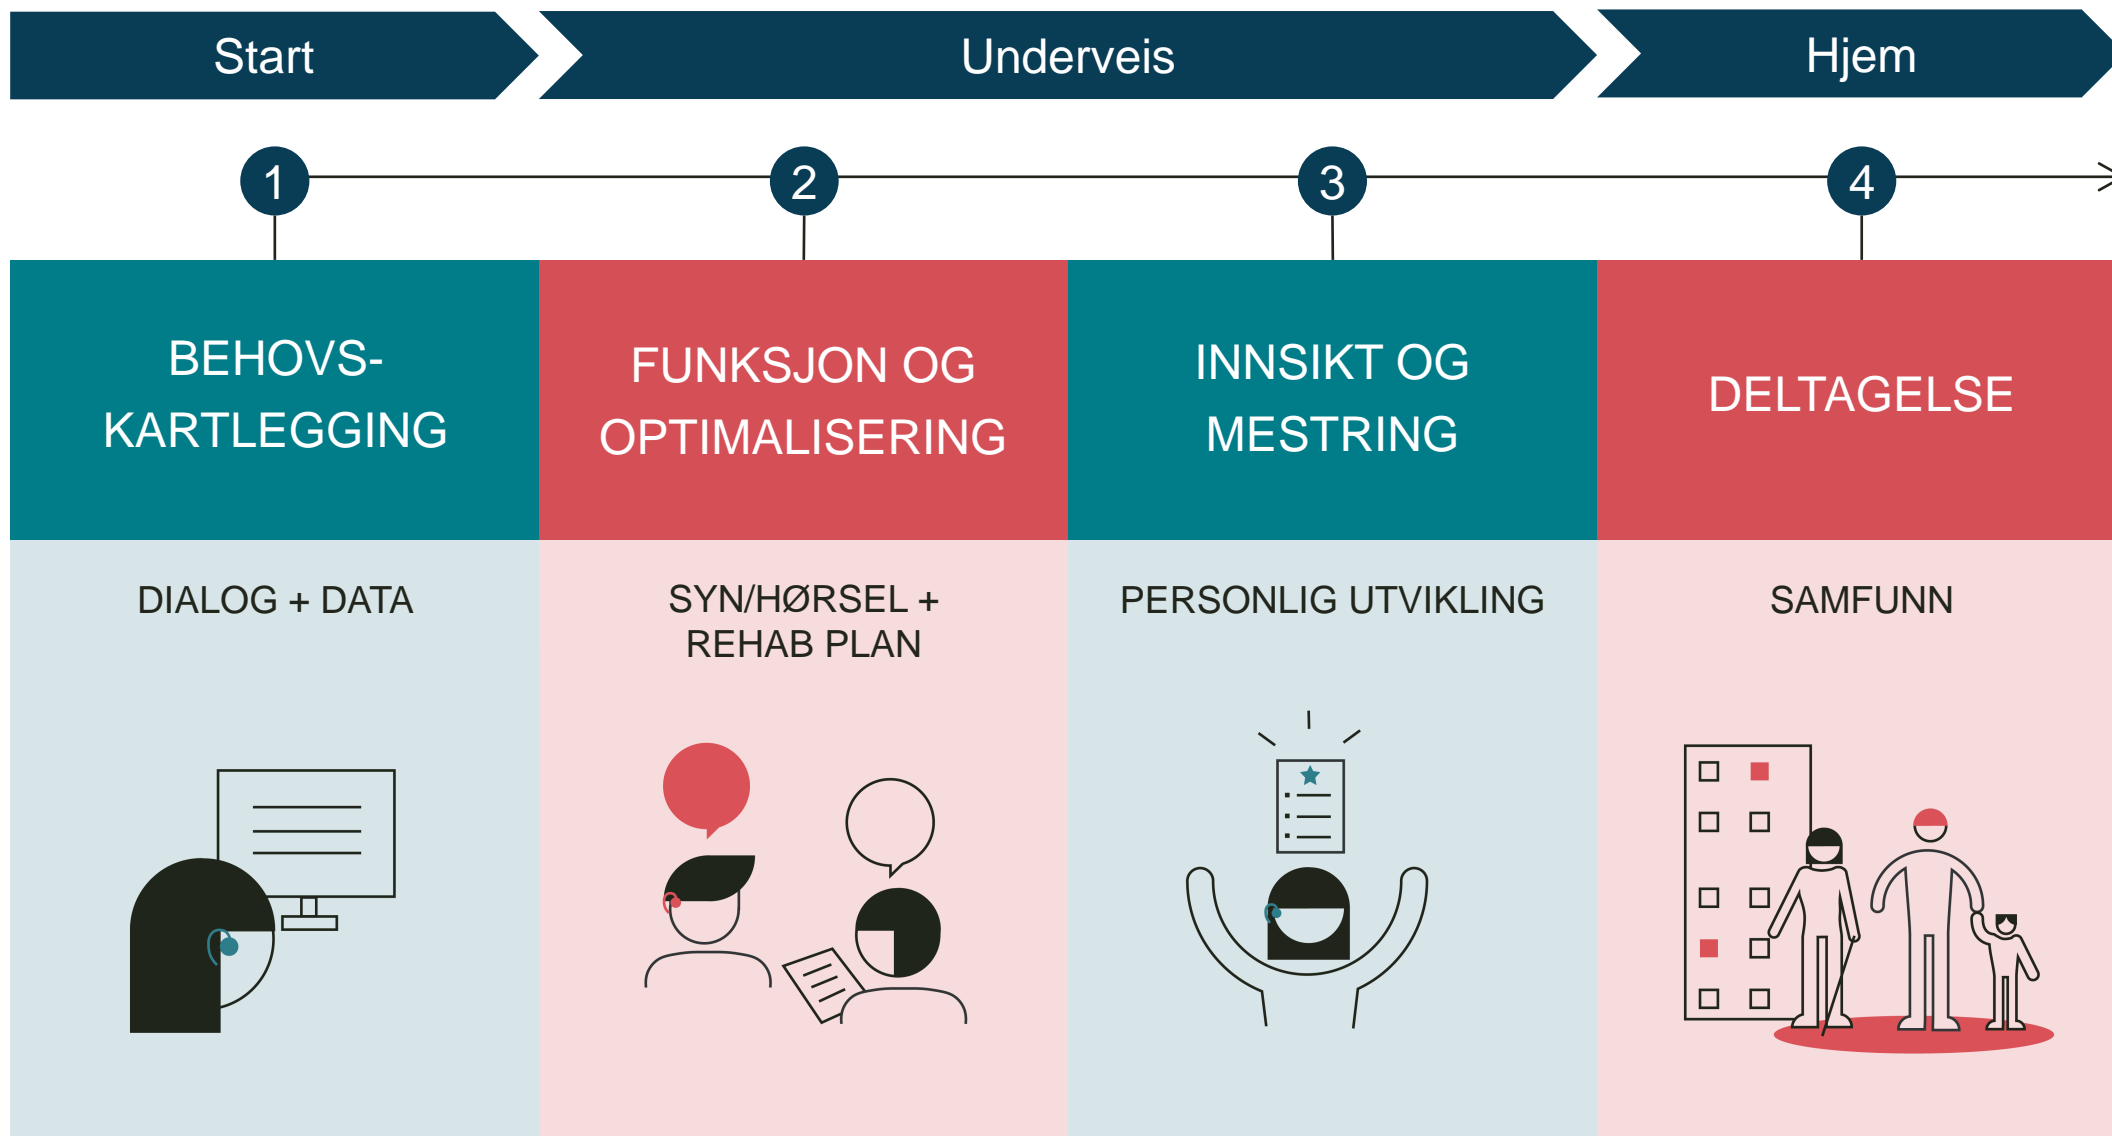 Start
Underveis
Hjem
1
2
3
4
BEHOVS-
KARTLEGGING
FUNKSJON OG
OPTIMALISERING
INNSIKT OG
MESTRING
DELTAGELSE
DIALOG + DATA
SYN/HØRSEL +
REHAB PLAN
PERSONLIG UTVIKLING
SAMFUNN